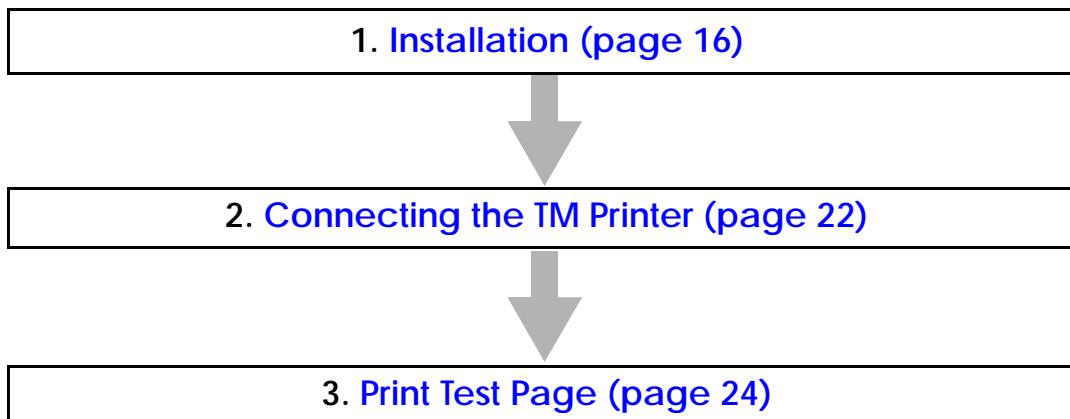 1. Installation (page 16)
2. Connecting the TM Printer (page 22)
3. Print Test Page (page 24)